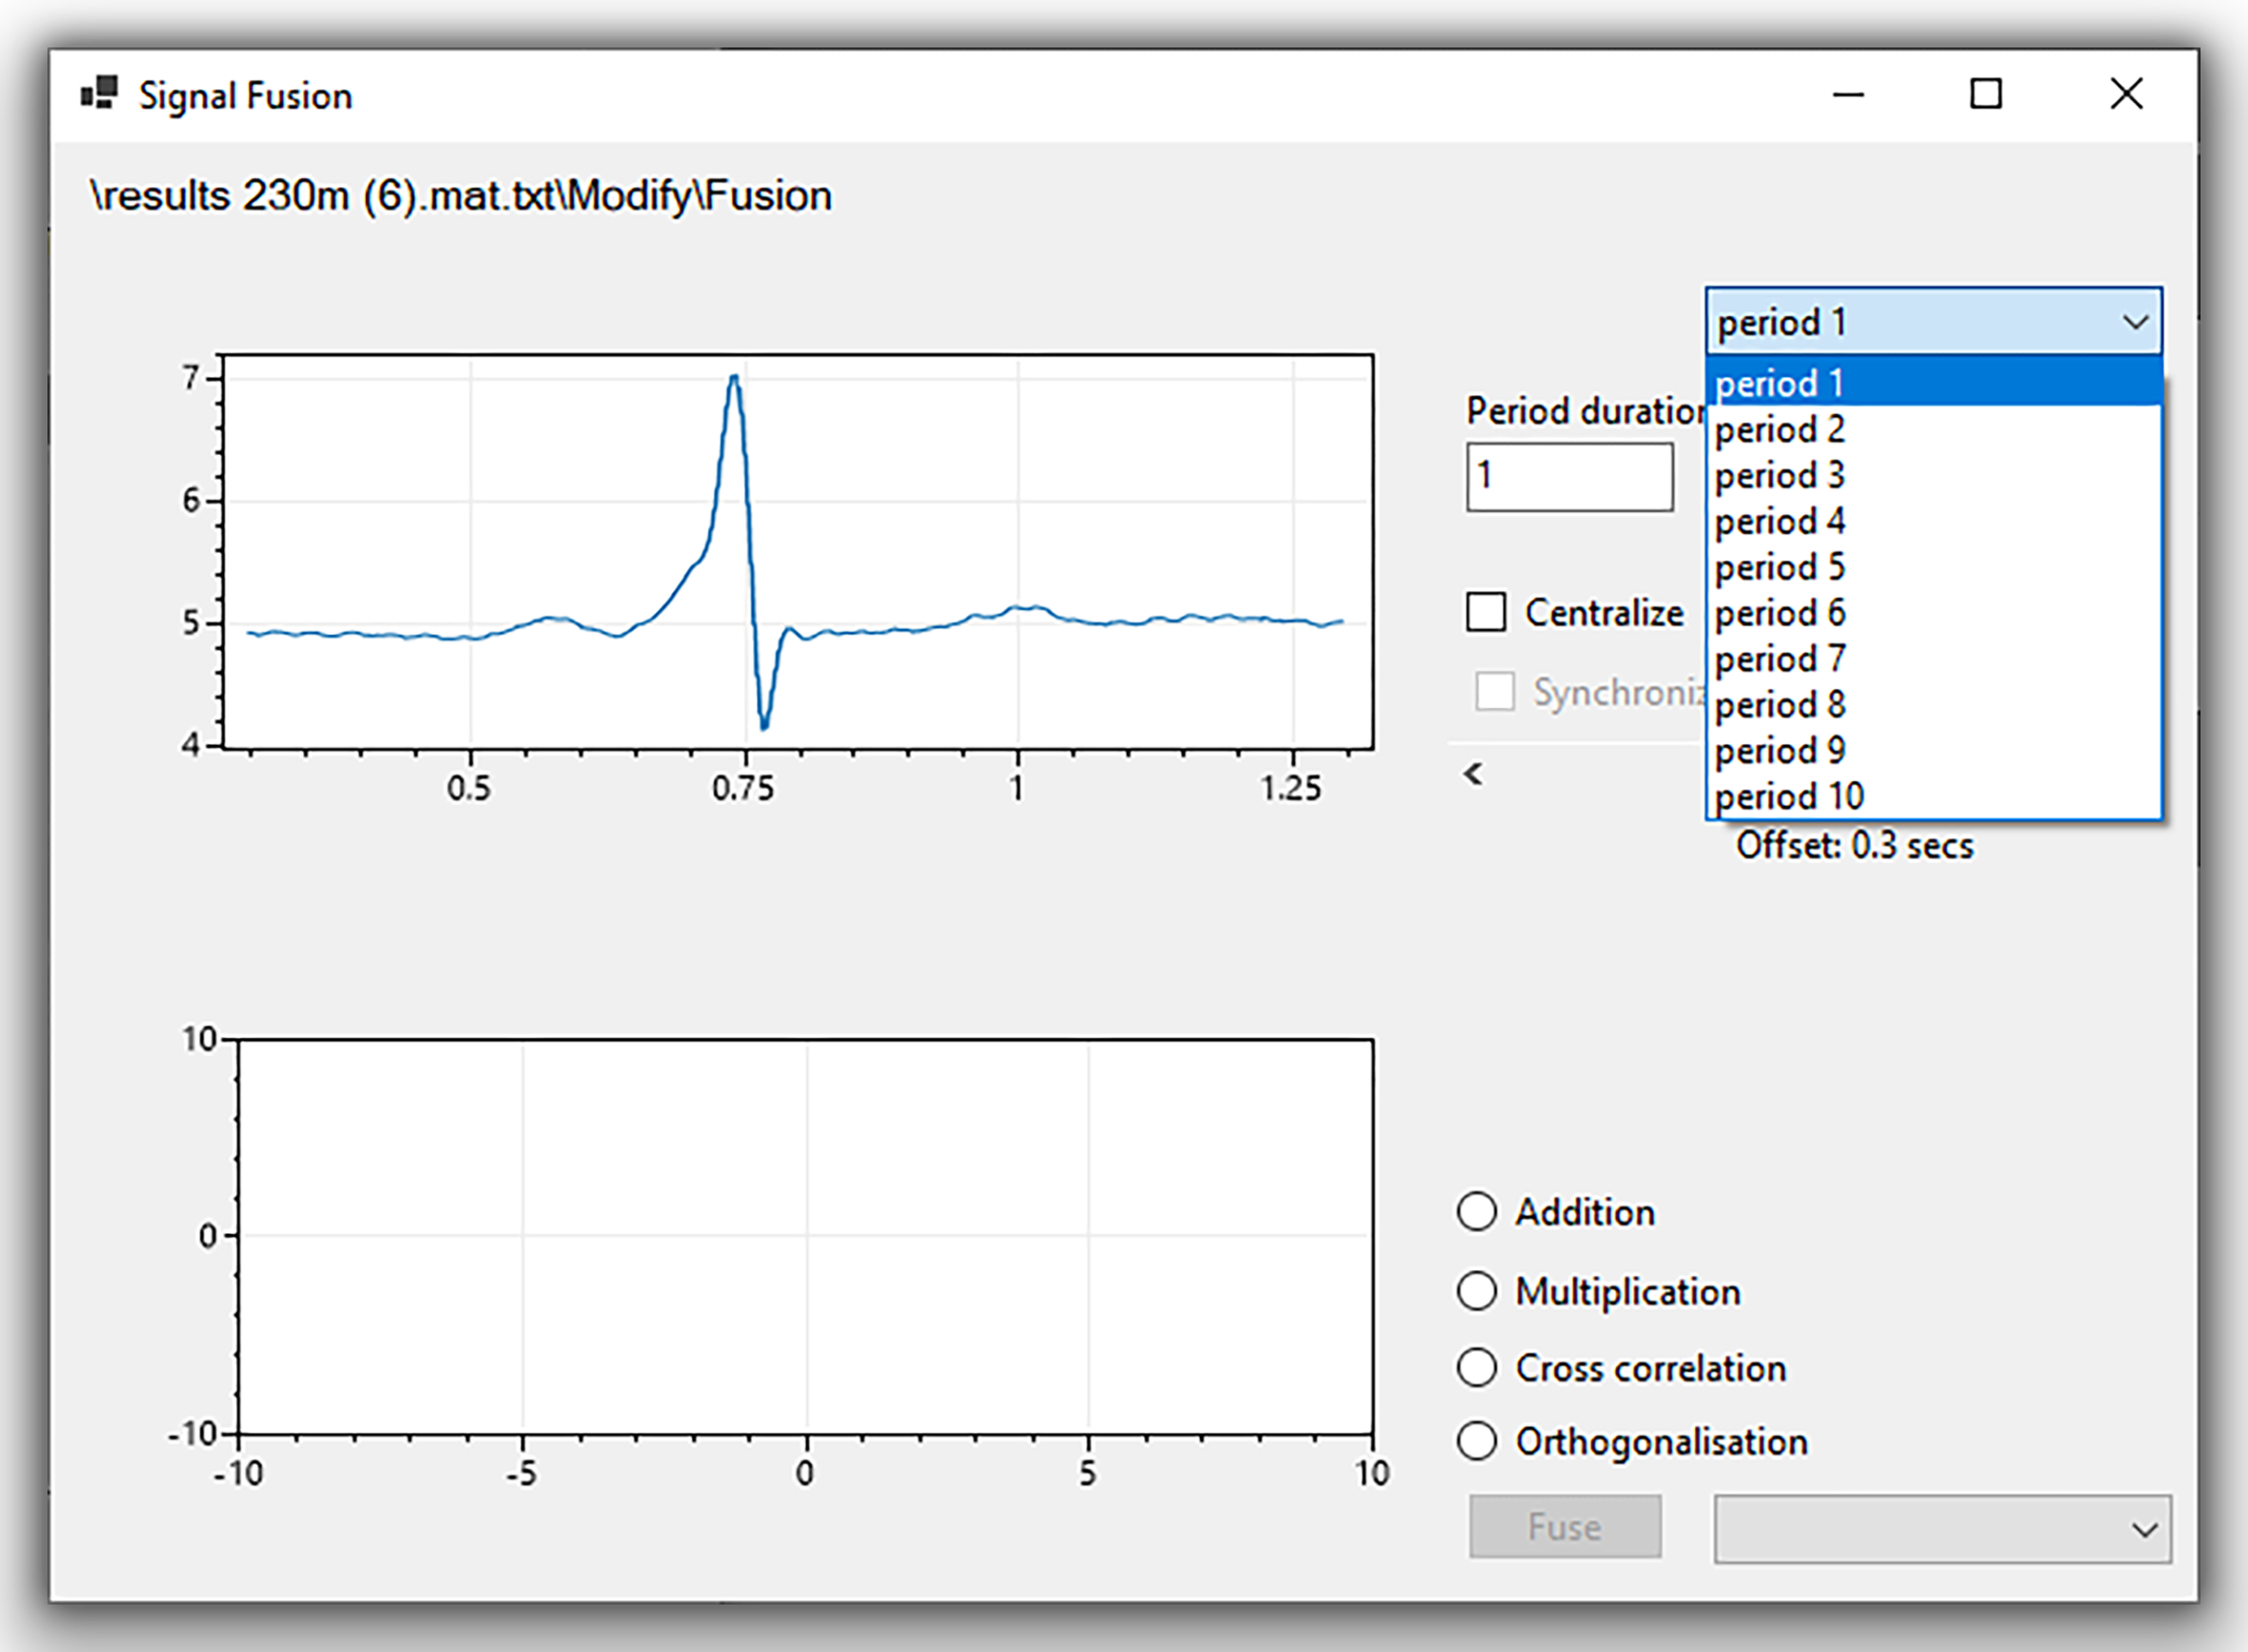 Signal Fusion
\results 230m (6).mat.txt\Modify\Fusion
period 1
period 1
period 2
period 3
period 4
period 5
period 6
period 7
period 8
period 9
period 10
Period duration
1
Centralize
Synchroniz
<
Offset: 0.3 secs
7
6
5
4
0.5 0.75 1 1.25
10
0
-10
-10 -5 0 5 10
Addition
Multiplication
Cross correlation
Orthogonalisation
Fuse